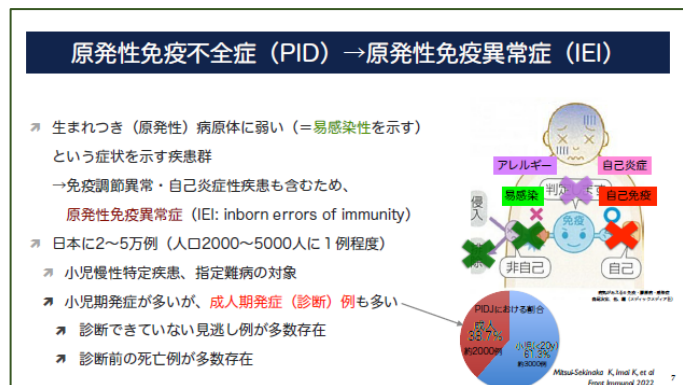 原発性免疫不全症（PID）→原発性免疫異常症（IEI）
生まれつき（原発性）病原体に弱い（＝易感染性を示す）
という症状を示す疾患群
→免疫調節異常・自己炎症性疾患も含むため、
原発性免疫異常症（IEI: inborn errors of immunity）
日本に2〜5万例（人口2000〜5000人に１例程度）
小児慢性特定疾患、指定難病の対象
小児期発症が多いが、成人期発症（診断）例も多い
診断できていない見逃し例が多数存在
診断前の死亡例が多数存在
アレルギー
自己炎症
易感染
自己免疫
侵入
免疫
非自己
自己
PIDJにおける割合
成人
38.7%
約2000例
小児(<20y)
61.3%
約3000例
Mitsui-Sekinaka K, Imai K, et al
Front Immunol 2022
7